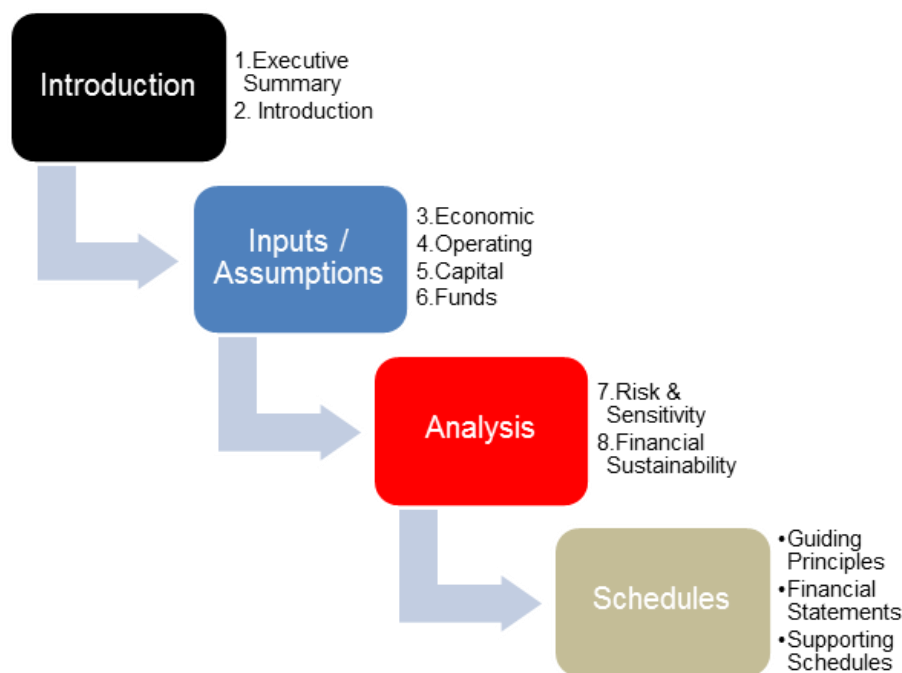 Introduction
1.Executive
Summary
2. Introduction
Inputs /
Assumptions
3.Economic
4.Operating
5.Capital
6.Funds
Analysis
7.Risk &
Sensitivity
8.Financial
Sustainability
Schedules
•Guiding
Principles
•Financial
Statements
•Supporting
Schedules